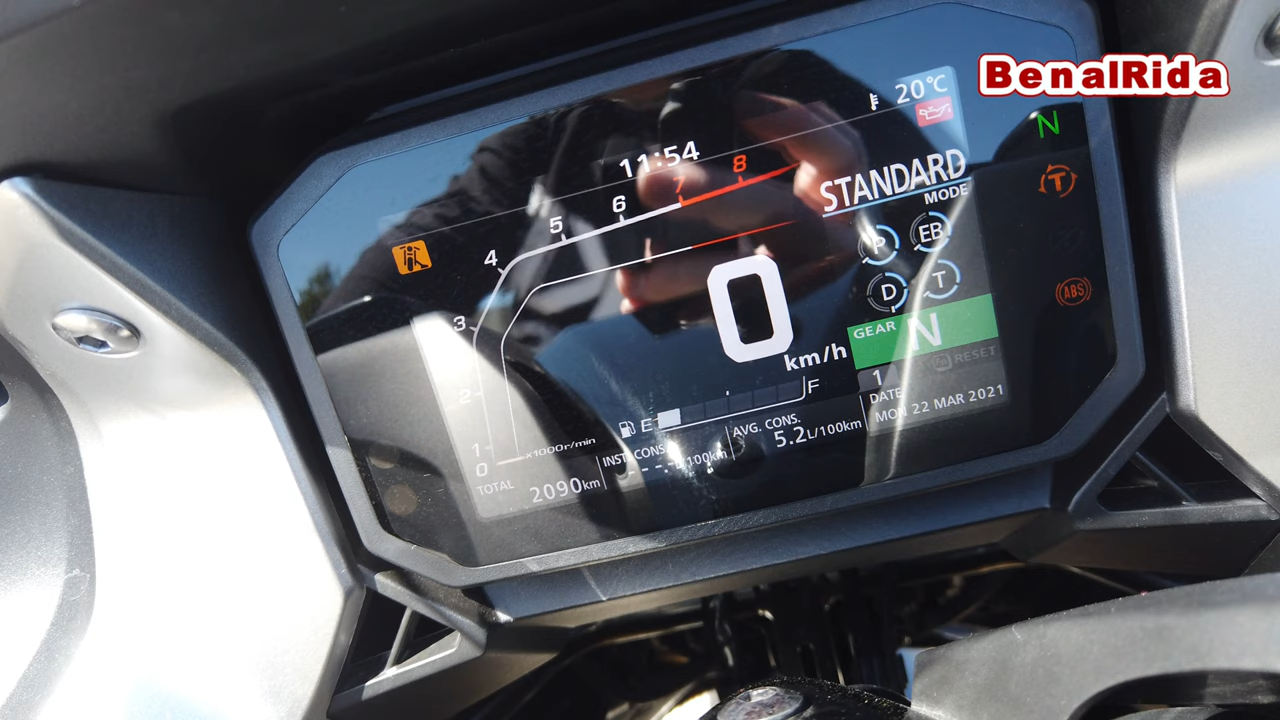 BenalRida
20℃
N
11:54
STANDARD
MODE
T
4 5 6 7 8
P EB
3
D T
0
km/h
ABS
GEAR N
RESET
2
E F
1
DATE
MON 22 MAR 2021
1
x1000r/min
INST. CONS.
AVG. CONS.
0
--.-L/100km
5.2L/100km
TOTAL
2090km